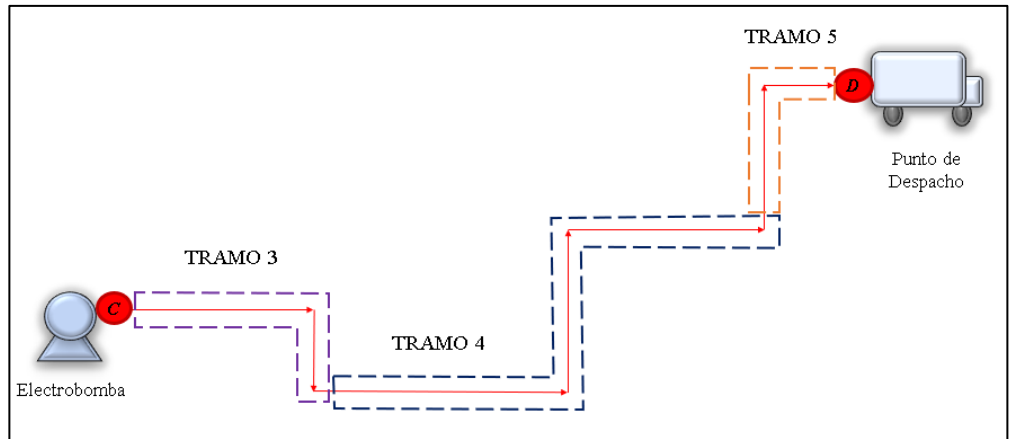 TRAMO 5
D
Punto de
Despacho
TRAMO 3
C
TRAMO 4
Electrobomba